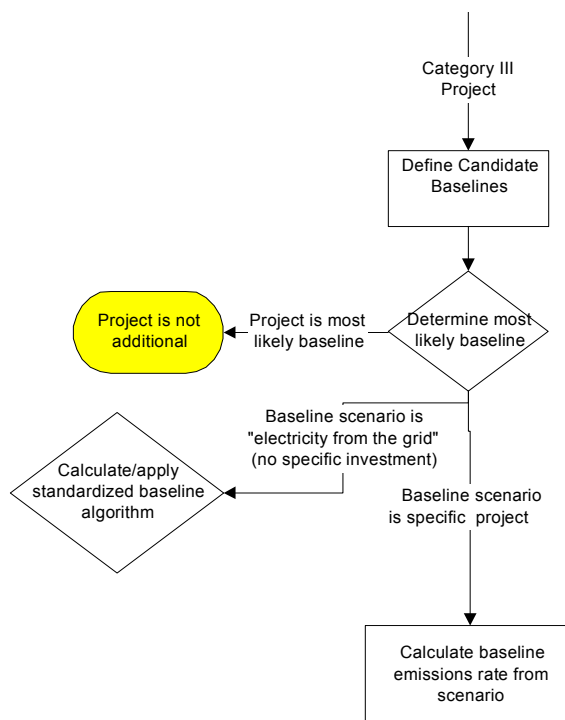 Category III
Project
Define Candidate
Baselines
Determine most
likely baseline
Project is most
likely baseline
Project is not
additional
Baseline scenario is
"electricity from the grid"
(no specific investment)
Calculate/apply
standardized baseline
algorithm
Baseline scenario
is specific project
Calculate baseline
emissions rate from
scenario